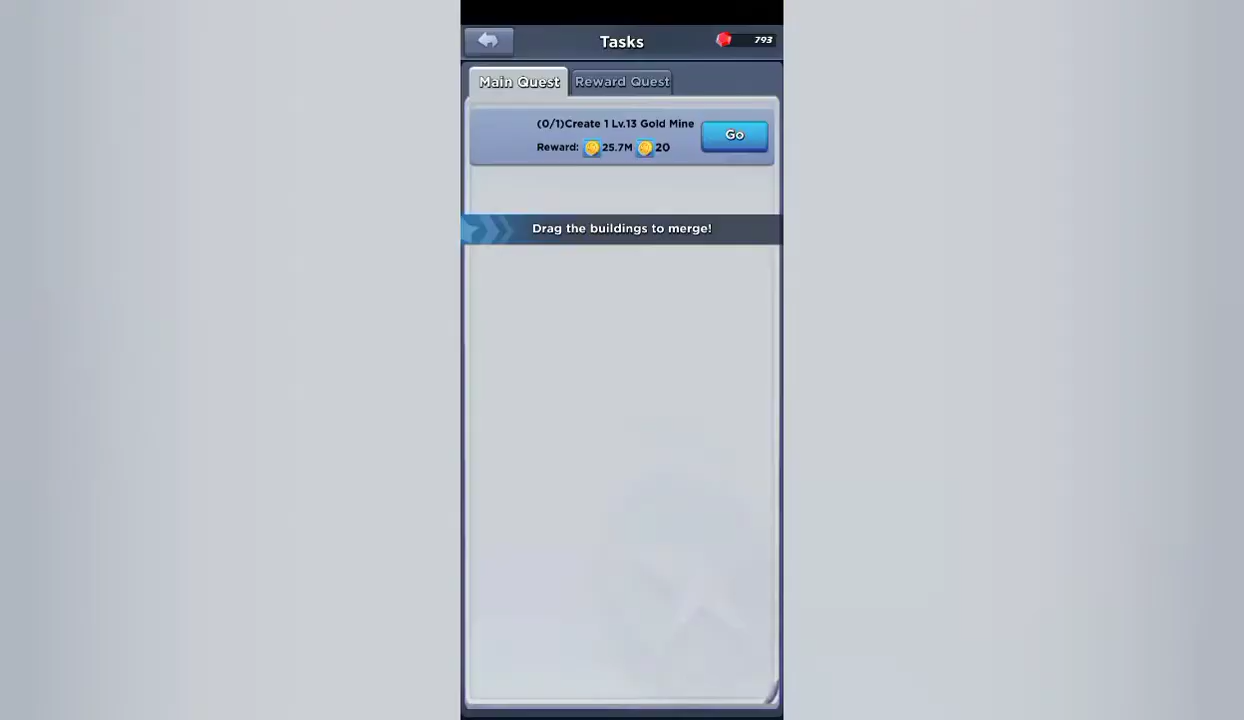 Tasks
793
Main Quest
Reward Quest
(0/1)Create 1 Lv.13 Gold Mine
Reward: 25.7M 20
Go
Drag the buildings to merge!